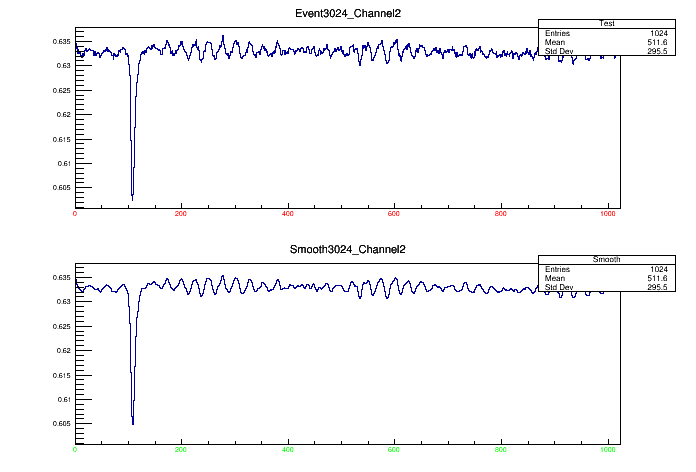 Event3024_Channel2
Test
Entries 1024
Mean 511.6
Std Dev 295.5
0.635
0.63
0.625
0.62
0.615
0.61
0.605
0 200 400 600 800 1000
Smooth3024_Channel2
Smooth
Entries 1024
Mean 511.6
Std Dev 295.5
0.635
0.63
0.625
0.62
0.615
0.61
0.605
0 200 400 600 800 1000